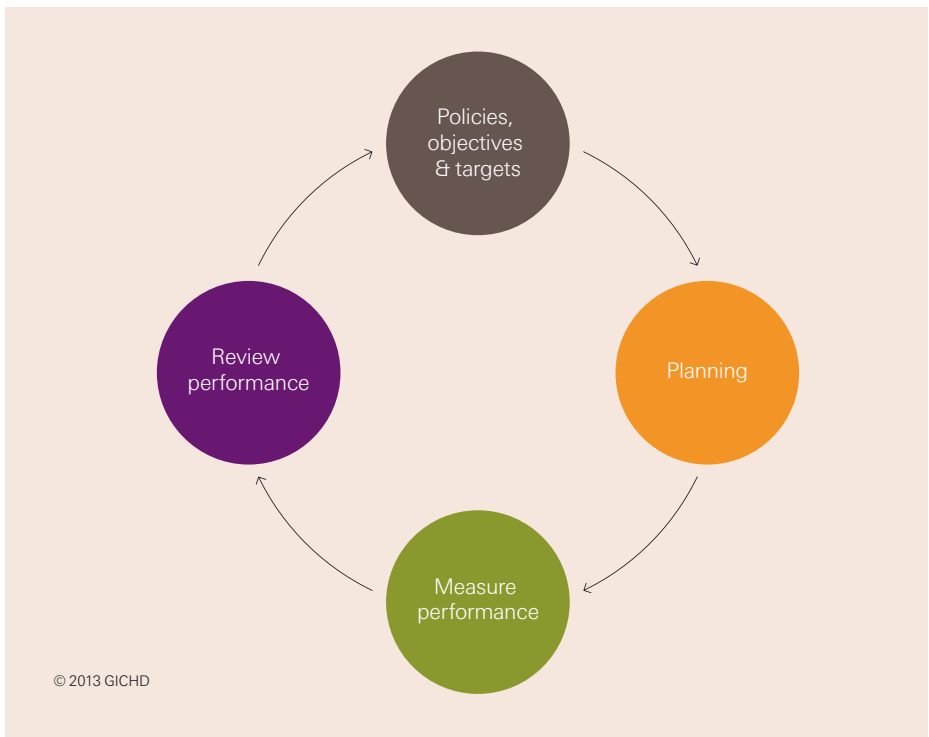 Policies,
objectives
& targets
Planning
Measure
performance
Review
performance
© 2013 GICHD